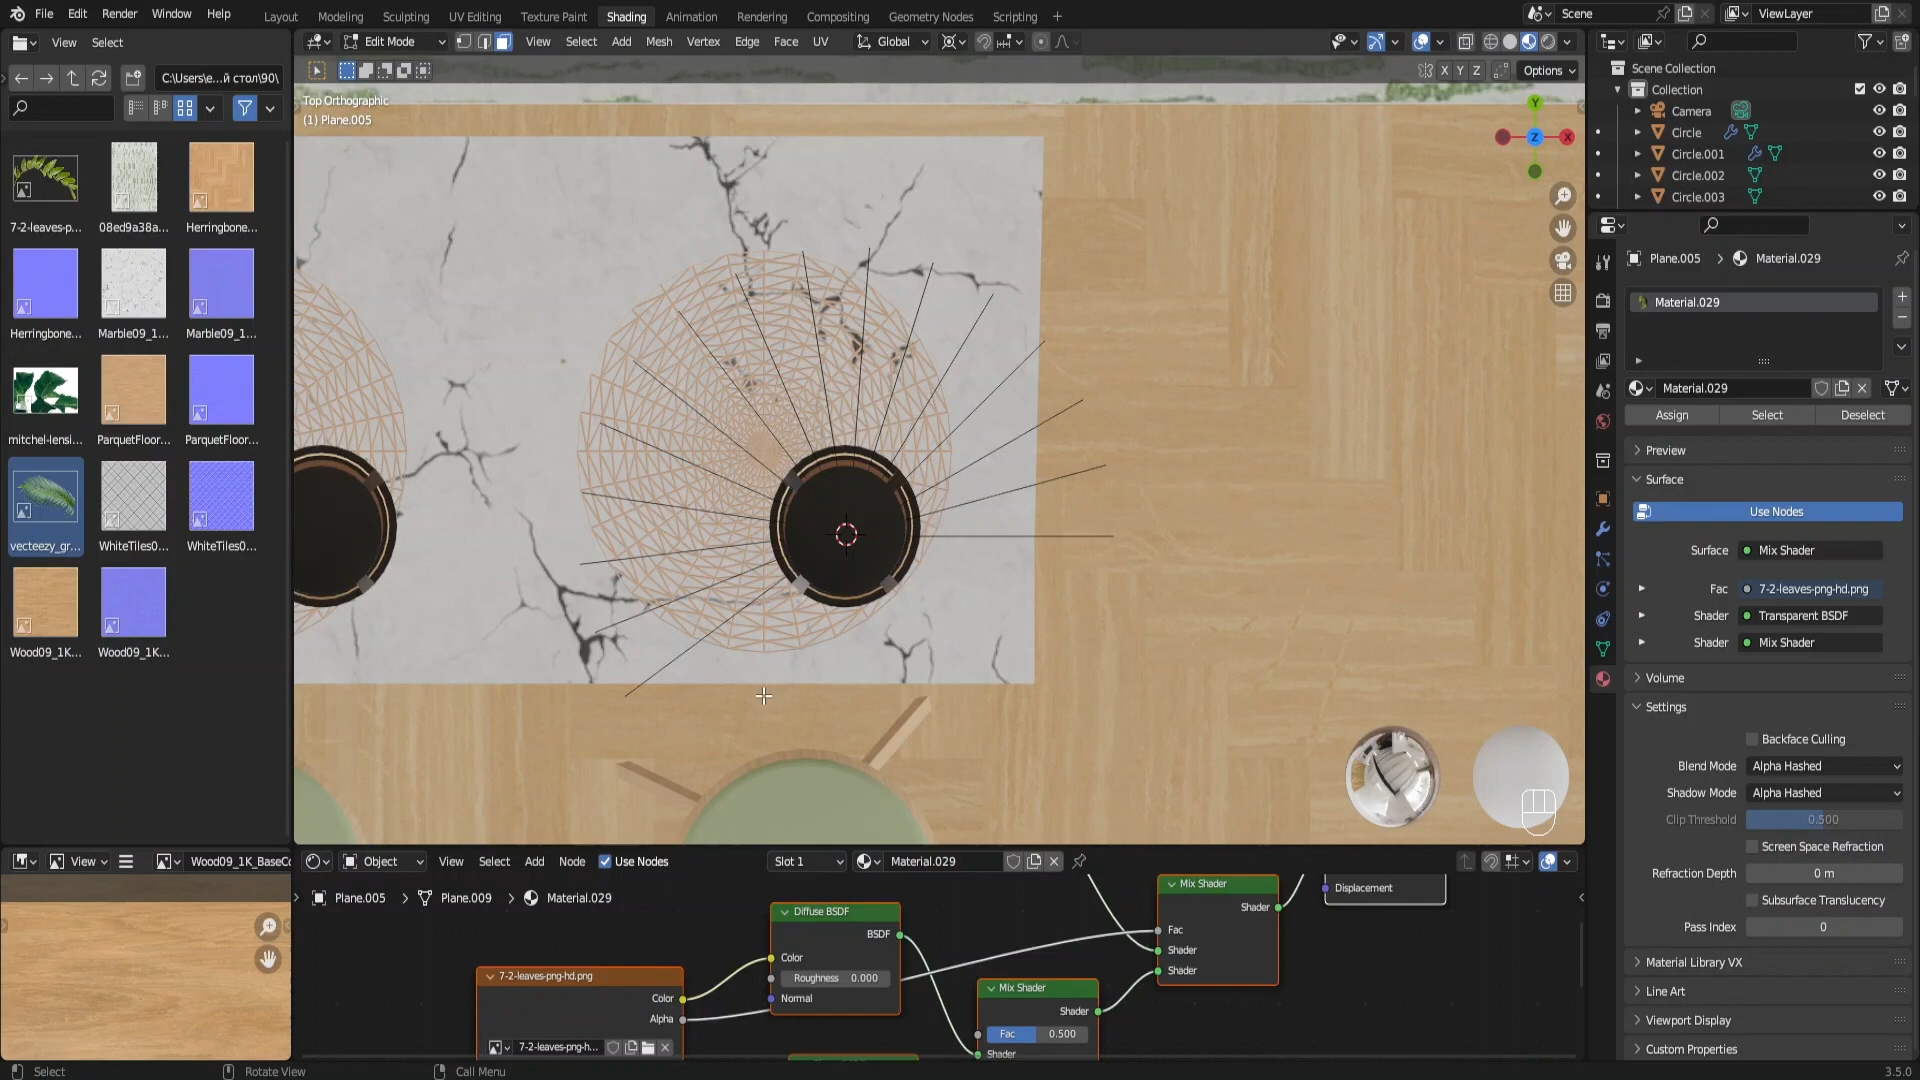 File Edit Render Window Help Layout Modeling Sculpting UV Editing Texture Paint Shading Animation Rendering Compositing Geometry Nodes Scripting + Scene ViewLayer
View Select
Edit Mode View Select Add Mesh Vertex Edge Face UV Global
C:\Users\e...й стол\90\
X Y Z Options
Top Orthographic
(1) Plane.005
Y
Z
X
7-2-leaves-p... 08ed9a38a... Herringbone...
Herringbone... Marble09_1... Marble09_1...
mitchel-lensi... ParquetFloor... ParquetFloor...
vecteezy_gr... WhiteTiles0... WhiteTiles0...
Wood09_1K... Wood09_1K...
Scene Collection
Collection
Camera
Circle
Circle.001
Circle.002
Circle.003
Plane.005 > Material.029
Material.029
Material.029
Assign Select Deselect
Preview
Surface
Use Nodes
Surface Mix Shader
Fac 7-2-leaves-png-hd.png
Shader Transparent BSDF
Shader Mix Shader
Volume
Settings
Backface Culling
Blend Mode Alpha Hashed
Shadow Mode Alpha Hashed
Clip Threshold 0.500
Screen Space Refraction
Refraction Depth 0 m
Subsurface Translucency
Pass Index 0
Material Library VX
Line Art
Viewport Display
Custom Properties
View Wood09_1K_BaseCo
Object View Select Add Node Use Nodes Slot 1 Material.029
Plane.005 > Plane.009 > Material.029
7-2-leaves-png-hd.png
Color
Alpha
7-2-leaves-png-h...
Diffuse BSDF
BSDF
Color
Roughness 0.000
Normal
Mix Shader
Shader
Fac 0.500
Shader
Mix Shader
Shader
Fac
Shader
Shader
Displacement
Select Rotate View Call Menu 3.5.0